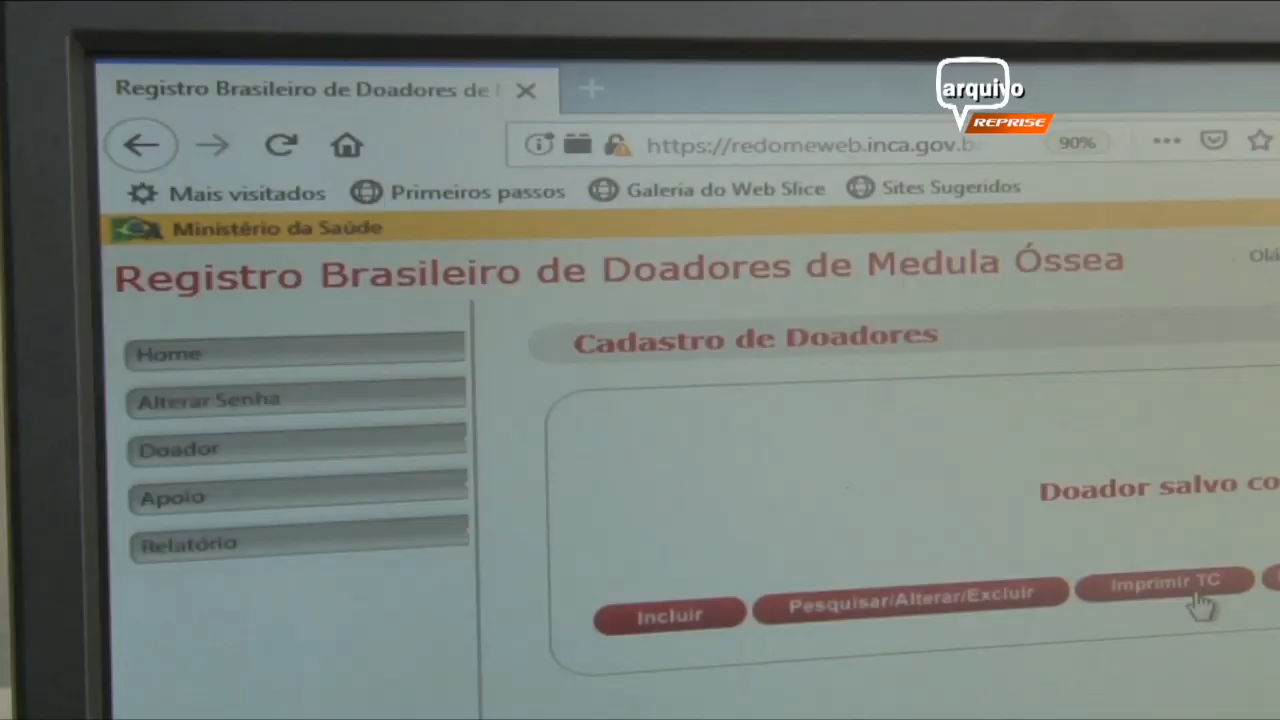 Registro Brasileiro de Doadores de
arquivo
REPRISE
https://redomeweb.inca.gov.b
90%
Mais visitados
Primeiros passos
Galeria do Web Slice
Sites Sugeridos
Ministério da Saúde
Registro Brasileiro de Doadores de Medula Óssea
Olá
Home
Alterar Senha
Doador
Apoio
Relatório
Cadastro de Doadores
Doador salvo co
Incluir
Pesquisar/Alterar/Excluir
Imprimir TC